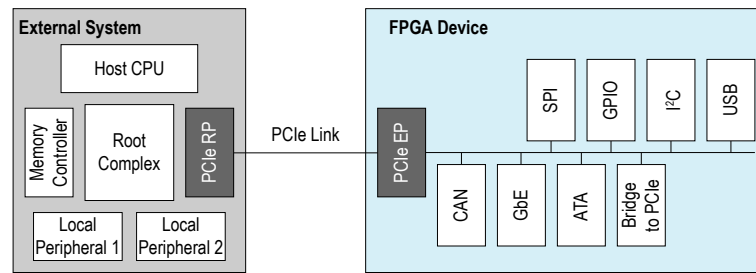 External System
Host CPU
Memory
Controller
Root
Complex
PCIe RP
Local
Peripheral 1
Local
Peripheral 2
PCIe Link
FPGA Device
PCIe EP
SPI
GPIO
I²C
USB
CAN
GbE
ATA
Bridge
to PCIe